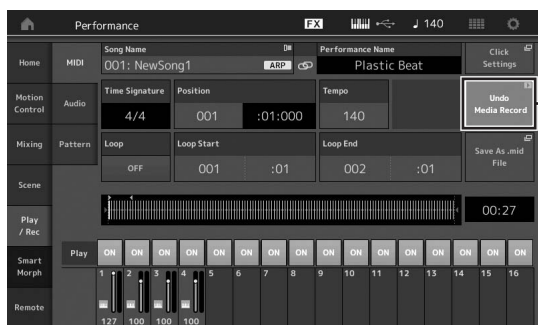 Performance FX 140
Home MIDI Song Name Performance Name Click Settings
001: NewSong1 ARP Plastic Beat
Motion Control Audio Time Signature Position Tempo Undo Media Record
4/4 001 :01:000 140
Mixing Pattern Loop Loop Start Loop End Save As .mid File
OFF 001 :01 002 :01
Scene
Play / Rec 00:27
Smart Morph Play ON ON ON ON ON ON ON ON ON ON ON ON ON ON ON ON
1 2 3 4 5 6 7 8 9 10 11 12 13 14 15 16
Remote 127 100 100 100